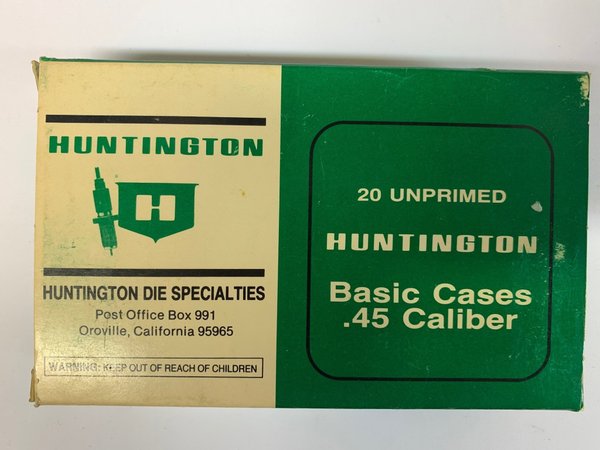 HUNTINGTON
H
HUNTINGTON DIE SPECIALTIES
Post Office Box 991
Oroville, California 95965
WARNING: KEEP OUT OF REACH OF CHILDREN
20 UNPRIMED
HUNTINGTON
Basic Cases
.45 Caliber